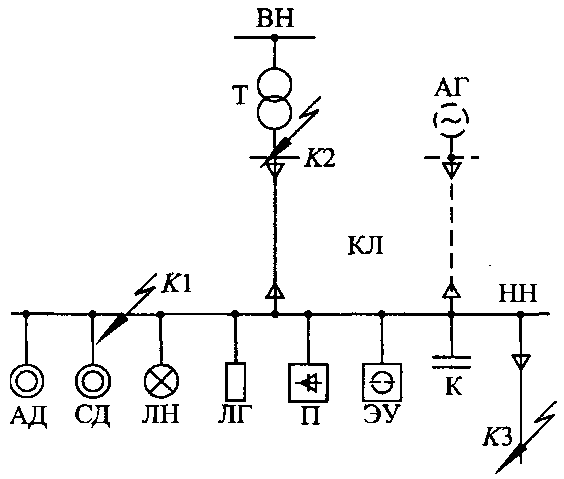 ВН
Т
АГ
К2
КЛ
К1
НН
АД СД ЛН ЛГ П ЭУ К
К3